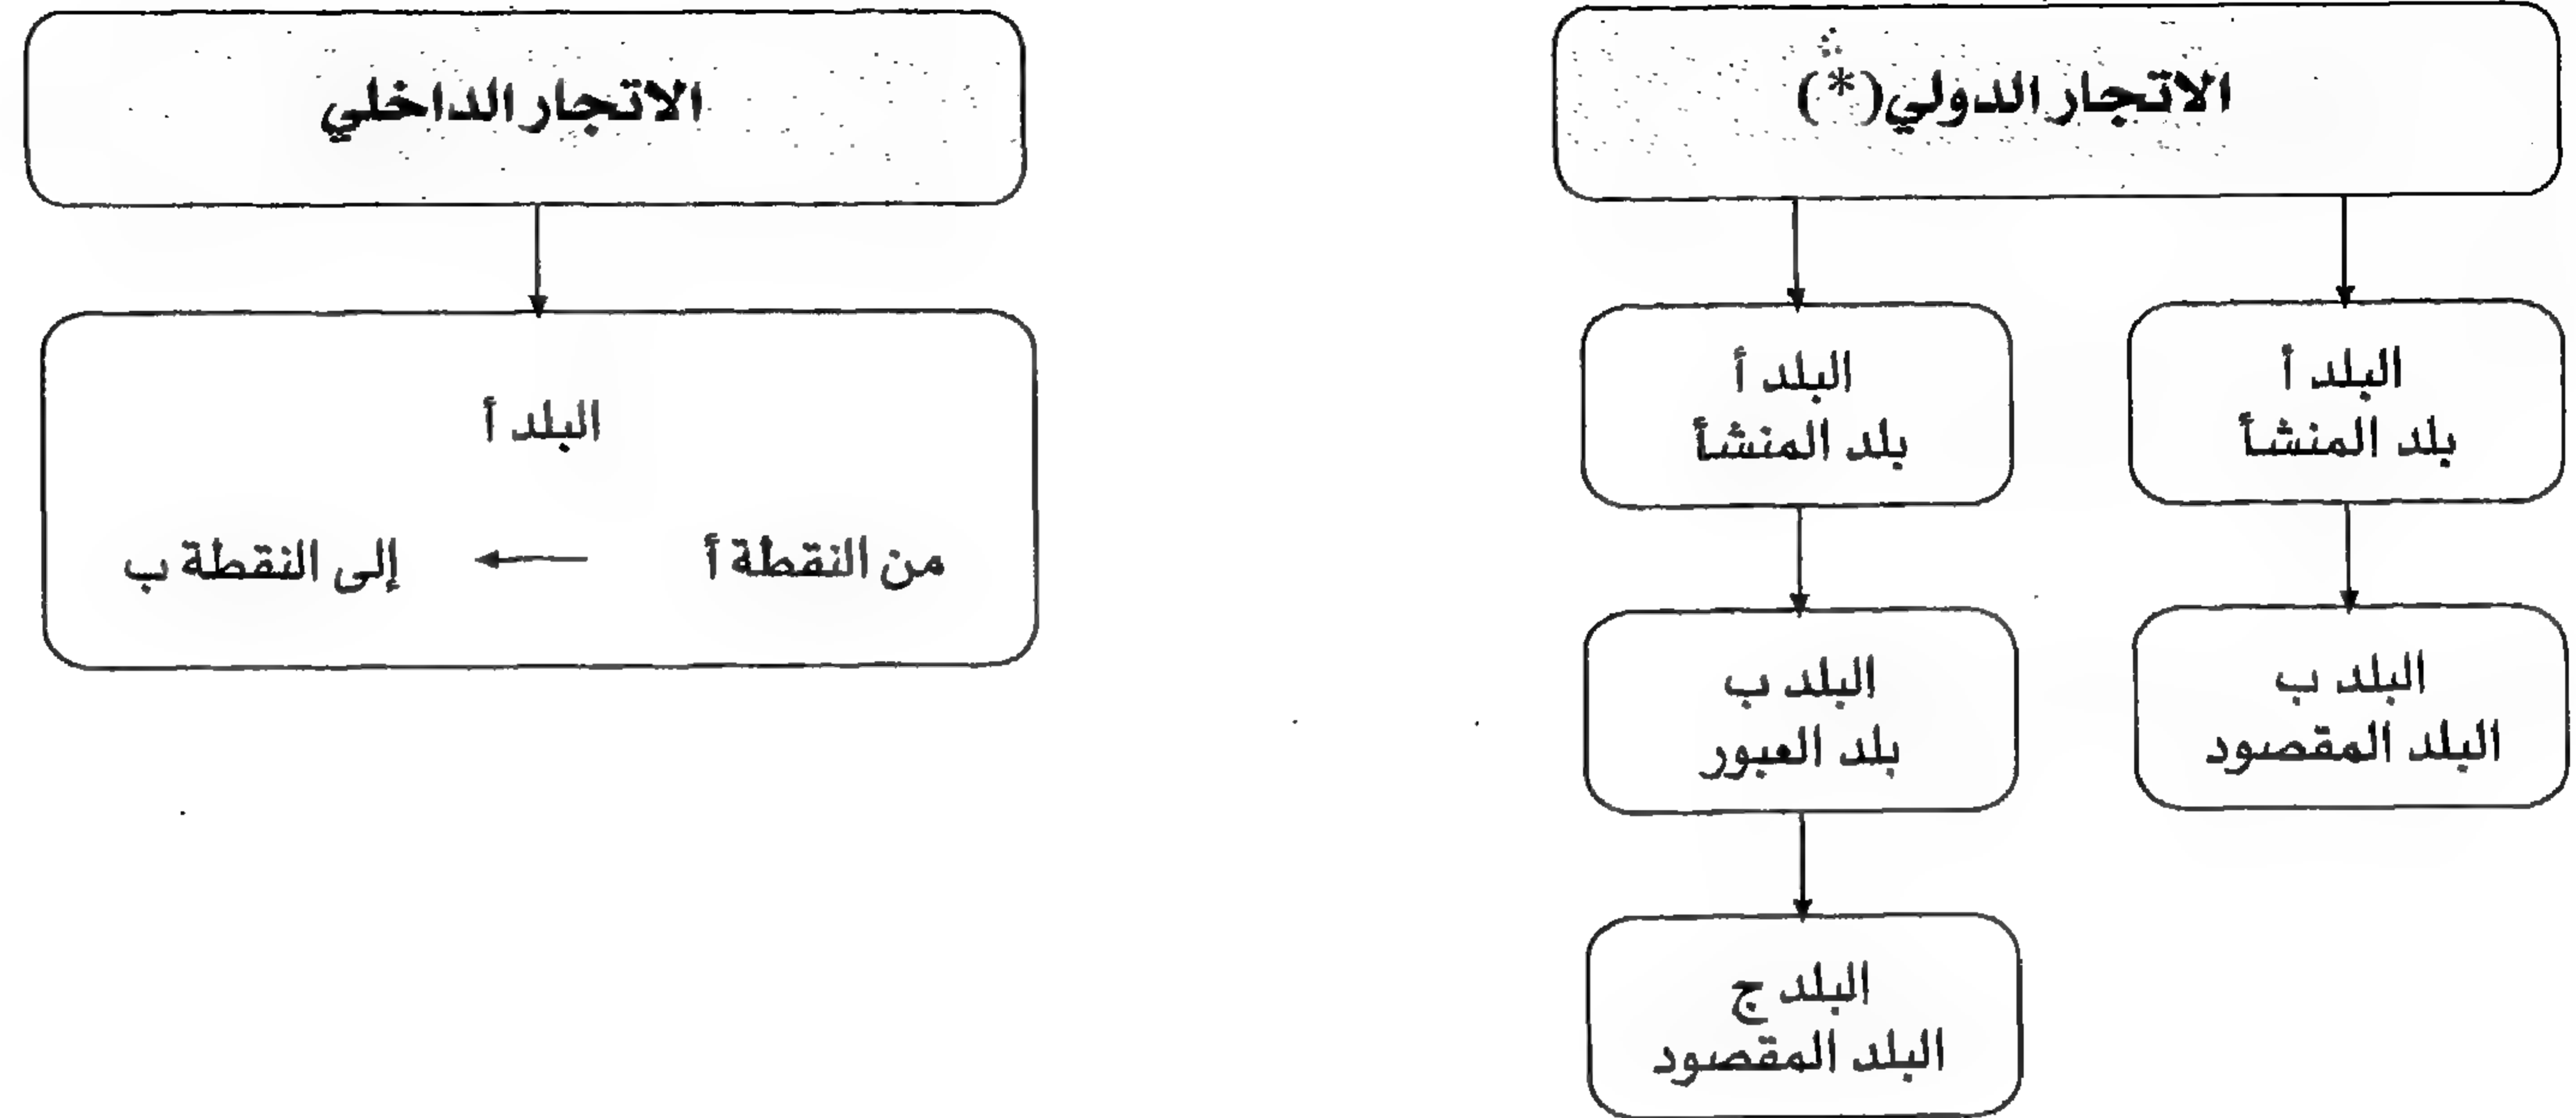 الاتجار الدولي(*)
البلد أ
بلد المنشأ
البلد ب
البلد المقصود
البلد أ
بلد المنشأ
البلد ب
بلد العبور
البلد ج
البلد المقصود
الاتجار الداخلي
البلد أ
من النقطة أ
إلى النقطة ب